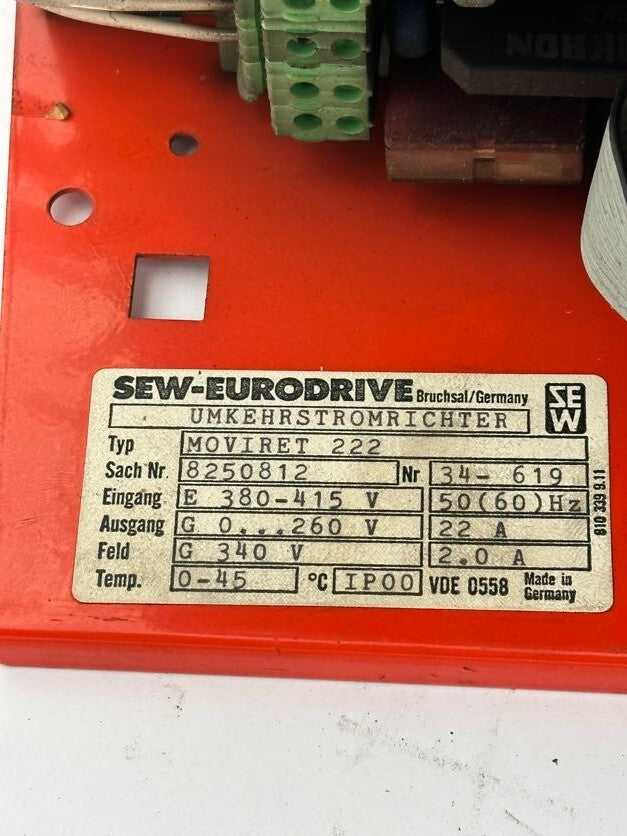 SEW-EURODRIVE Bruchsal/Germany
SEW
UMKEHRSTROMRICHTER
Typ MOVIRET 222
Sach Nr. 8250812 Nr 34- 619
Eingang E 380-415 V 50(60)Hz
Ausgang G 0...260 V 22 A
Feld G 340 V 2.0 A
Temp. 0-45 °C IP00 VDE 0558 Made in Germany
810 339 9.11